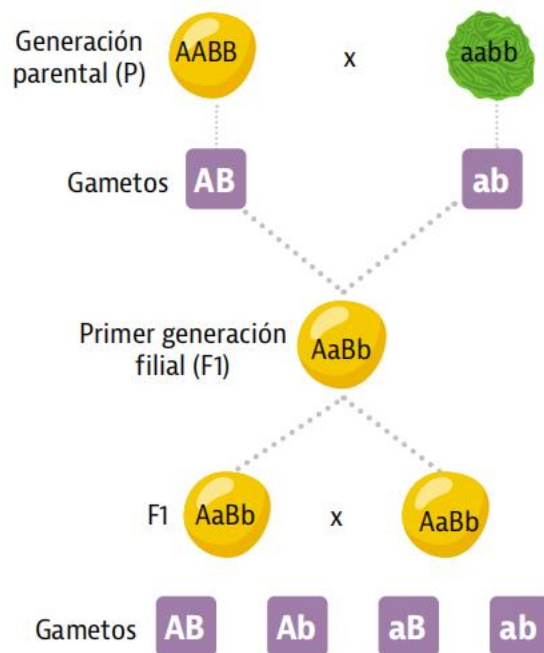 Generación
parental (P)
AABB
x
aabb
Gametos
AB
ab
Primer generación
filial (F1)
AaBb
F1
AaBb
x
AaBb
Gametos
AB
Ab
aB
ab